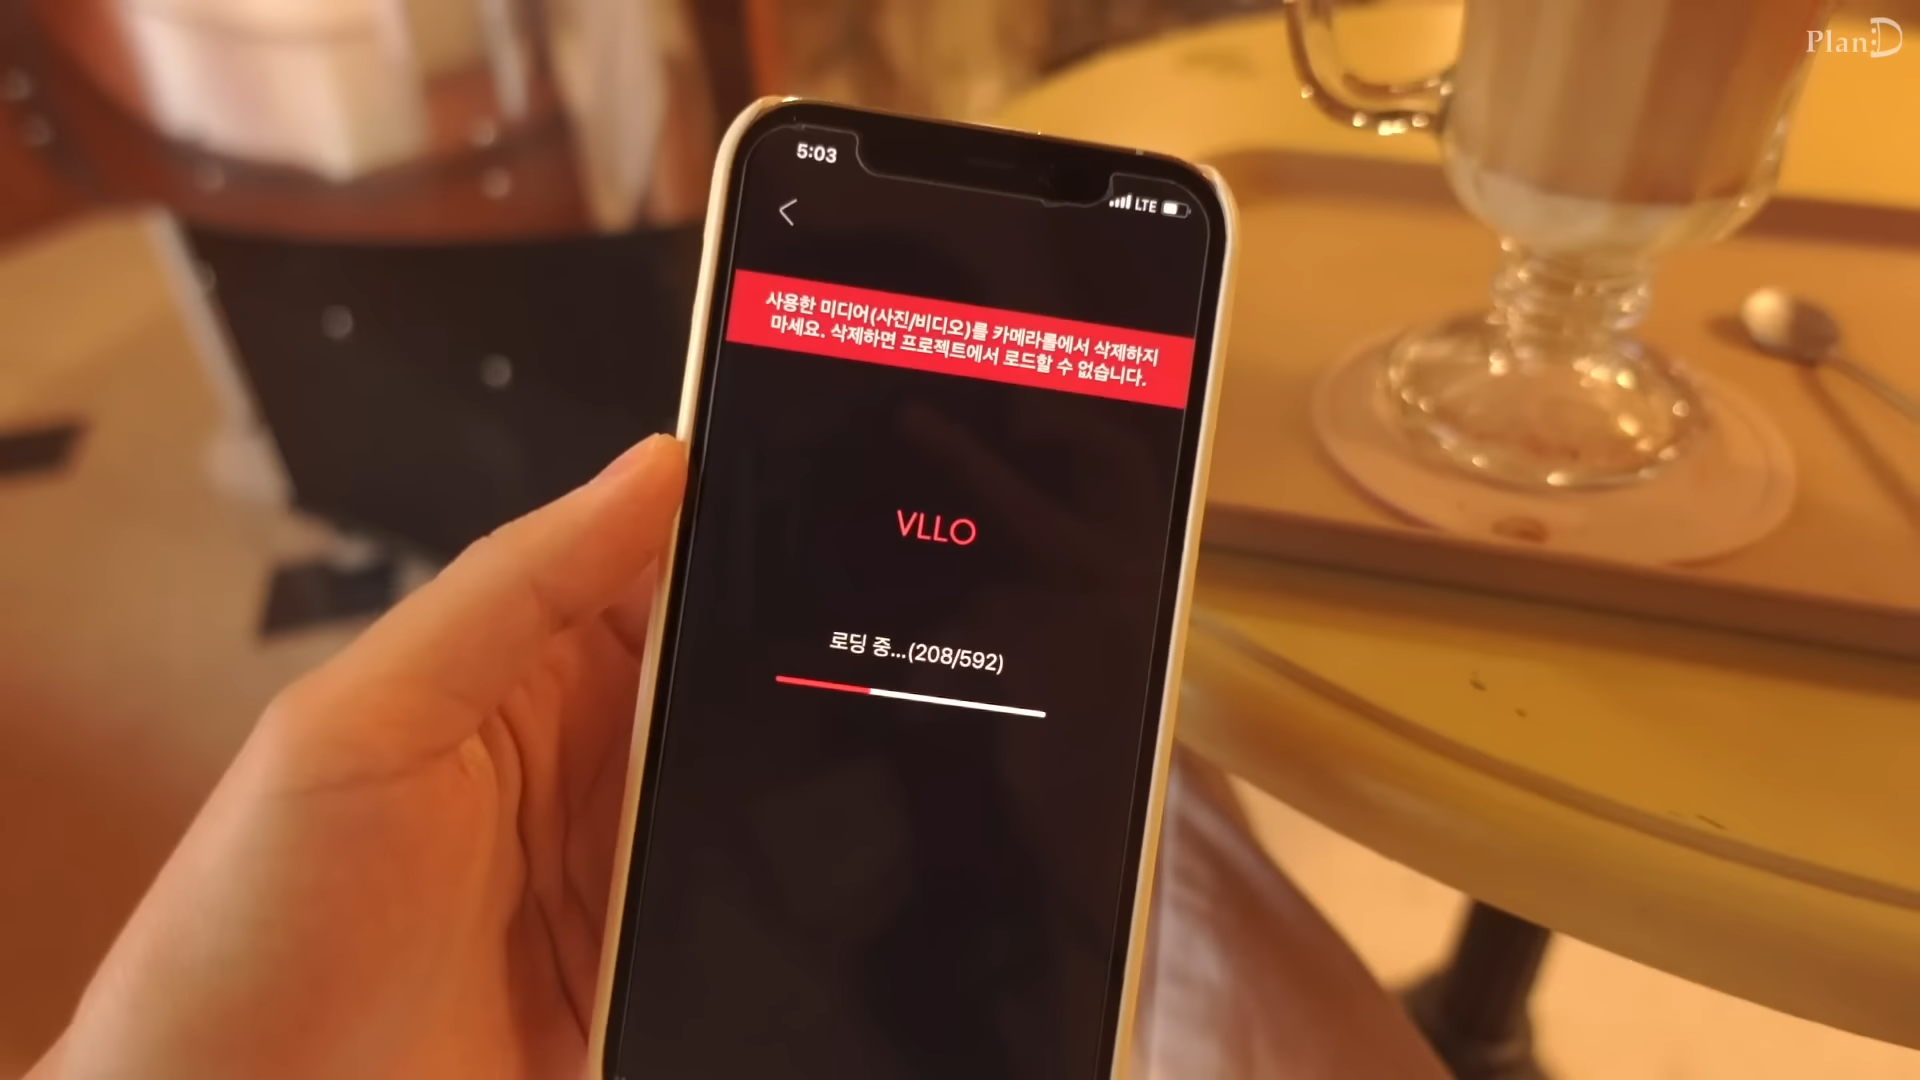 Plan:D
5:03
LTE
사용한 미디어(사진/비디오)를 카메라롤에서 삭제하지
마세요. 삭제하면 프로젝트에서 로드할 수 없습니다.
VLLO
로딩 중...(208/592)